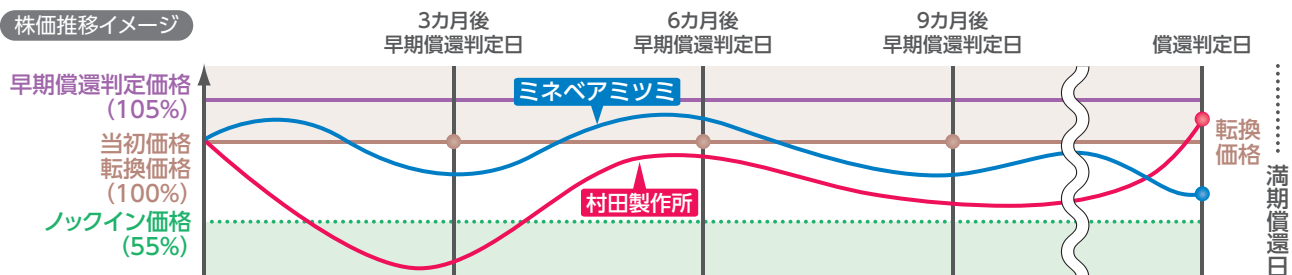 株価推移イメージ
3カ月後
早期償還判定日
6カ月後
早期償還判定日
9カ月後
早期償還判定日
償還判定日
早期償還判定価格
(105%)
当初価格
転換価格
(100%)
ノックイン価格
(55%)
ミネベアミツミ
村田製作所
転換
価格
満期償還日